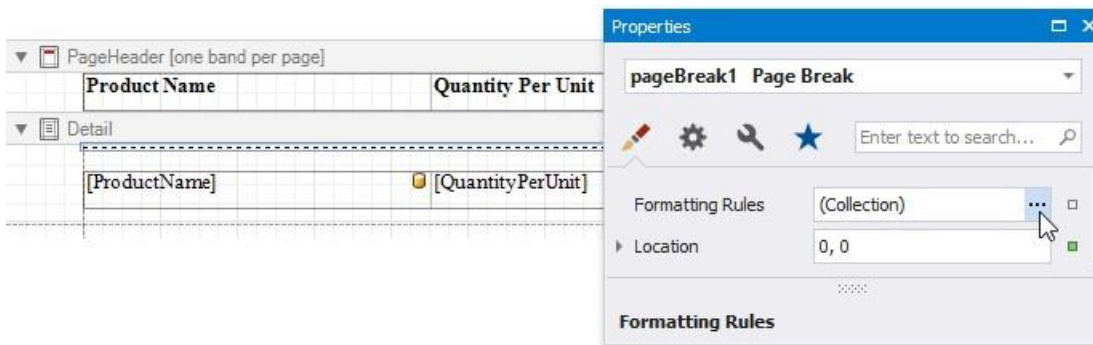 PageHeader [one band per page]
Product Name Quantity Per Unit
Detail
[ProductName] [QuantityPerUnit]
Properties
pageBreak1 Page Break
Enter text to search...
Formatting Rules (Collection) ...
Location 0, 0
Formatting Rules